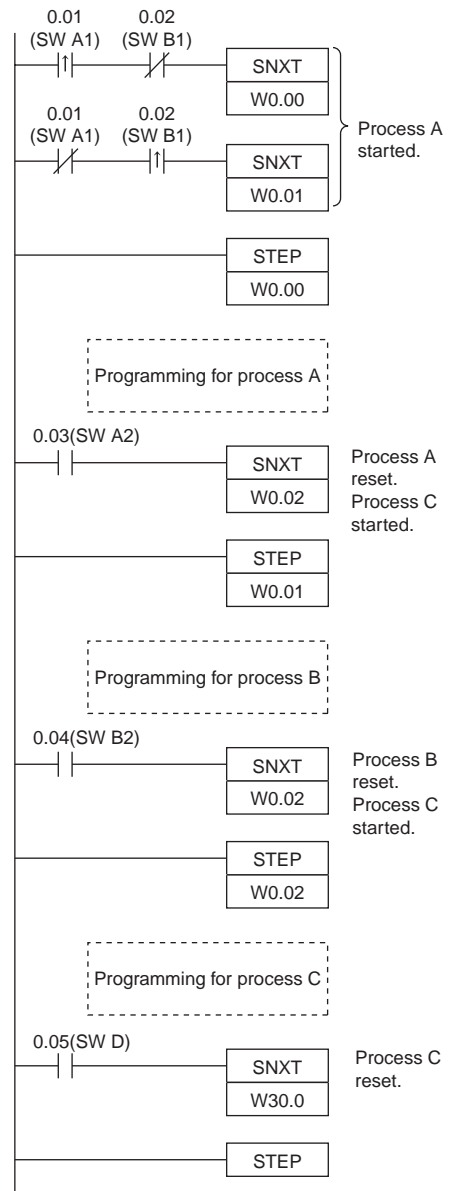 0.01 0.02
(SW A1) (SW B1)
SNXT
W0.00
0.01 0.02
(SW A1) (SW B1)
SNXT
W0.01
Process A
started.
STEP
W0.00
Programming for process A
0.03(SW A2)
SNXT
W0.02
Process A
reset.
Process C
started.
STEP
W0.01
Programming for process B
0.04(SW B2)
SNXT
W0.02
Process B
reset.
Process C
started.
STEP
W0.02
Programming for process C
0.05(SW D)
SNXT
W30.0
Process C
reset.
STEP